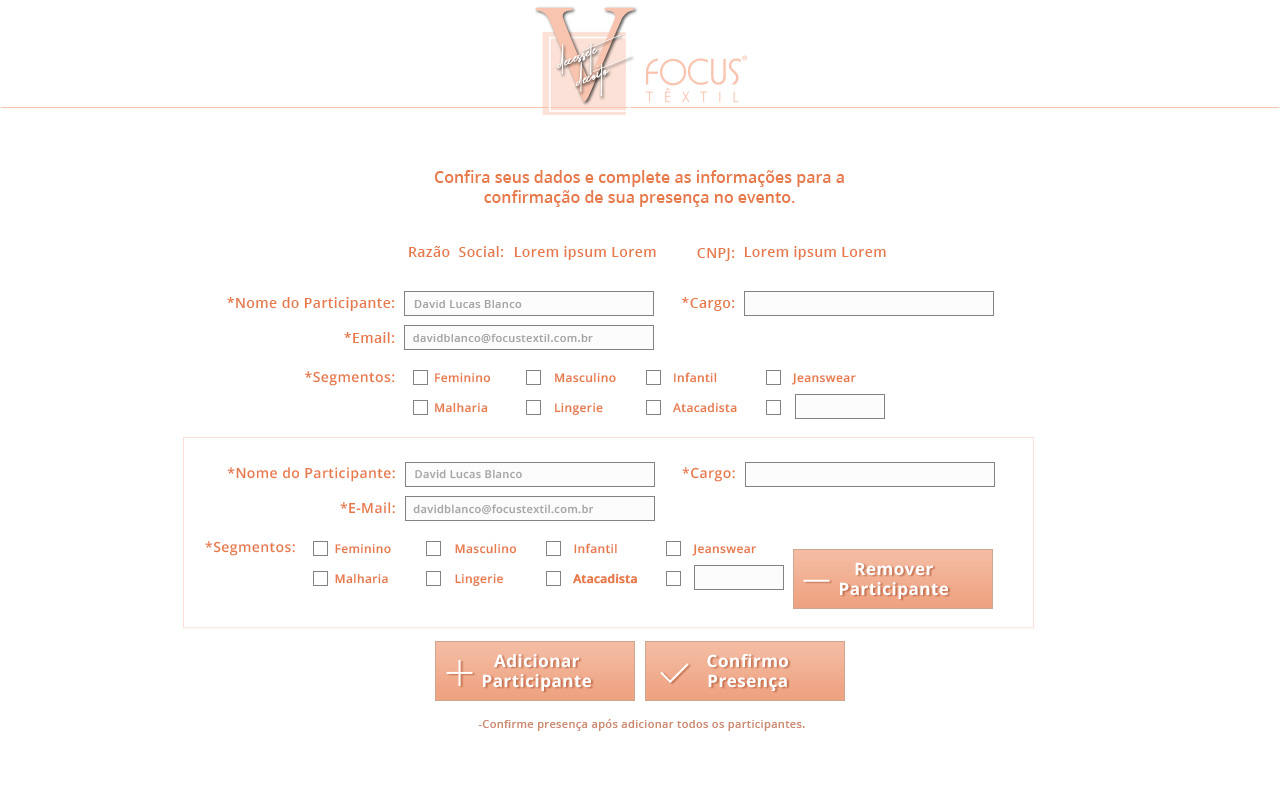 V
dezessete
dezoito
FOCUS®
TÊXTIL
Confira seus dados e complete as informações para a
confirmação de sua presença no evento.
Razão Social: Lorem ipsum Lorem CNPJ: Lorem ipsum Lorem
*Nome do Participante: David Lucas Blanco *Cargo:
*Email: davidblanco@focustextil.com.br
*Segmentos: Feminino Masculino Infantil Jeanswear
Malharia Lingerie Atacadista
*Nome do Participante: David Lucas Blanco *Cargo:
*E-Mail: davidblanco@focustextil.com.br
*Segmentos: Feminino Masculino Infantil Jeanswear
Malharia Lingerie Atacadista
Remover
Participante
Adicionar
Participante
Confirmo
Presença
-Confirme presença após adicionar todos os participantes.